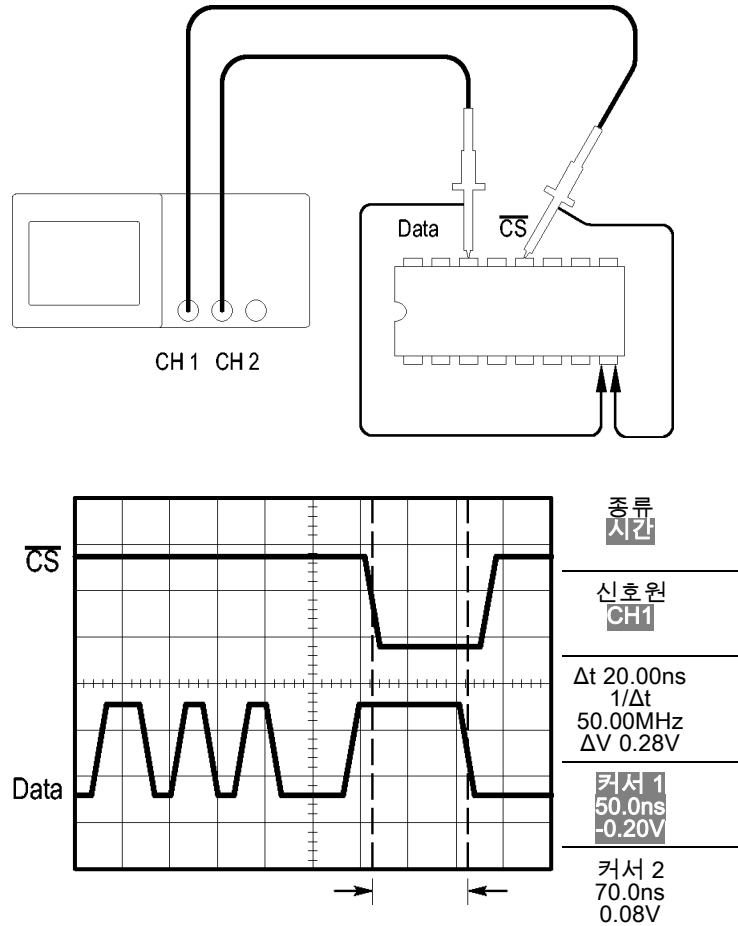 Data
C̅S̅
CH 1 CH 2
C̅S̅
Data
종류
시간
신호원
CH1
Δt 20.00ns
1/Δt
50.00MHz
ΔV 0.28V
커서 1
50.0ns
-0.20V
커서 2
70.0ns
0.08V